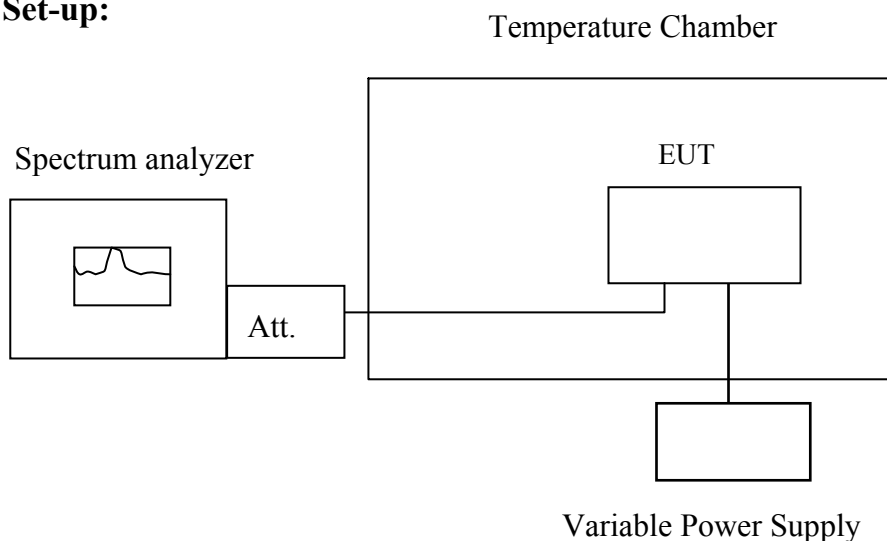 Set-up:
Temperature Chamber
Spectrum analyzer
EUT
Att.
Variable Power Supply